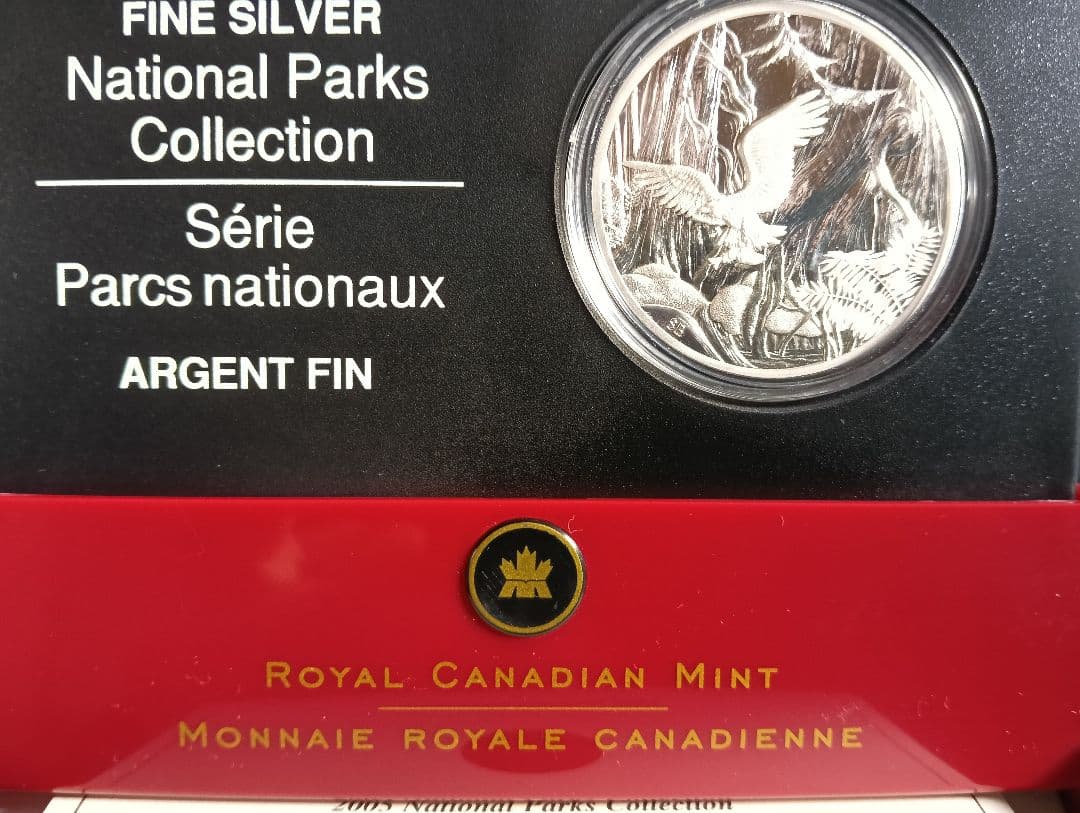 FINE SILVER
National Parks
Collection
Série
Parcs nationaux
ARGENT FIN
ROYAL CANADIAN MINT
MONNAIE ROYALE CANADIENNE
2005 National Parks Collection